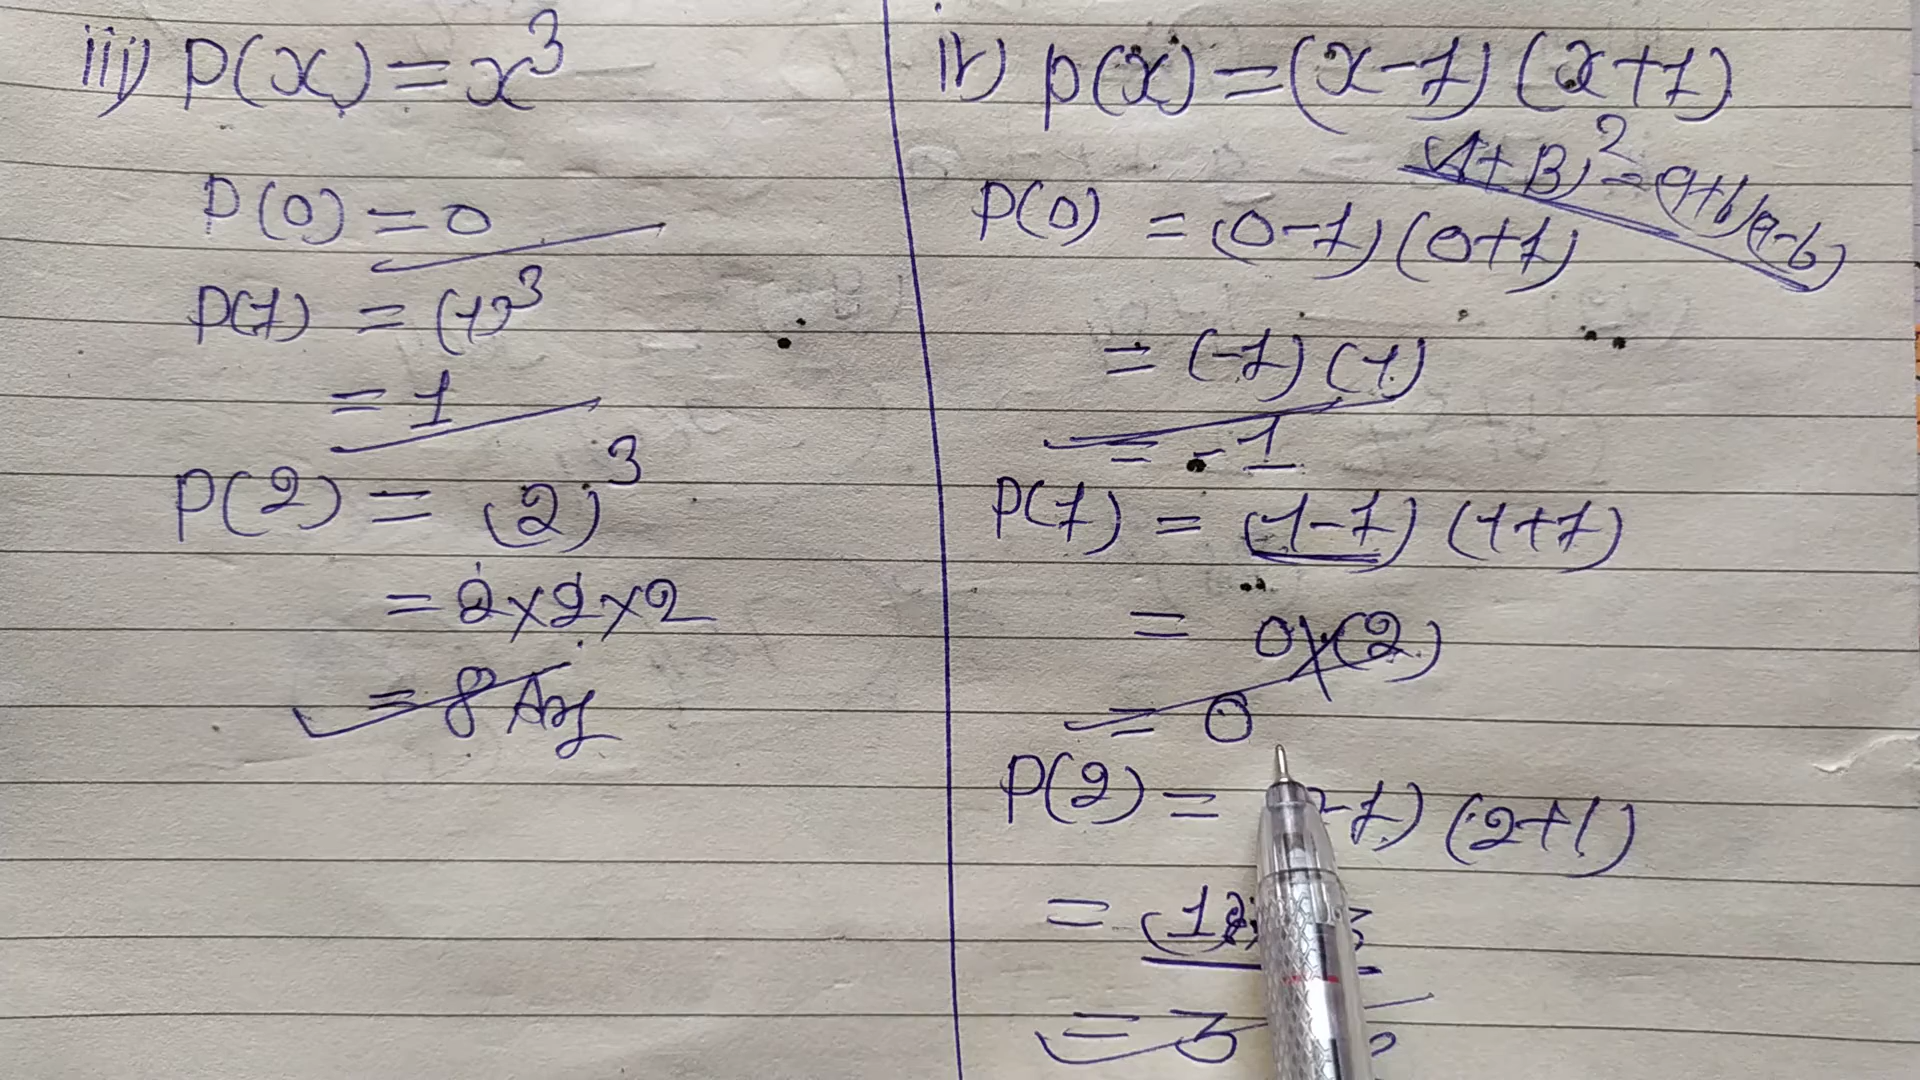 iii) P(x) = x³
P(0) = 0
P(1) = (1)³
= 1
P(2) = (2)³
= 2×2×2
= 8 Ans
iv) p(x) = (x-1) (x+1)
(A+B)² = (a+b)(a-b)
P(0) = (0-1) (0+1)
= (-1) (1)
= -1
P(1) = (1-1) (1+1)
= 0×(2)
= 0
P(2) = -1) (2+1)
= (1) 3
= 3